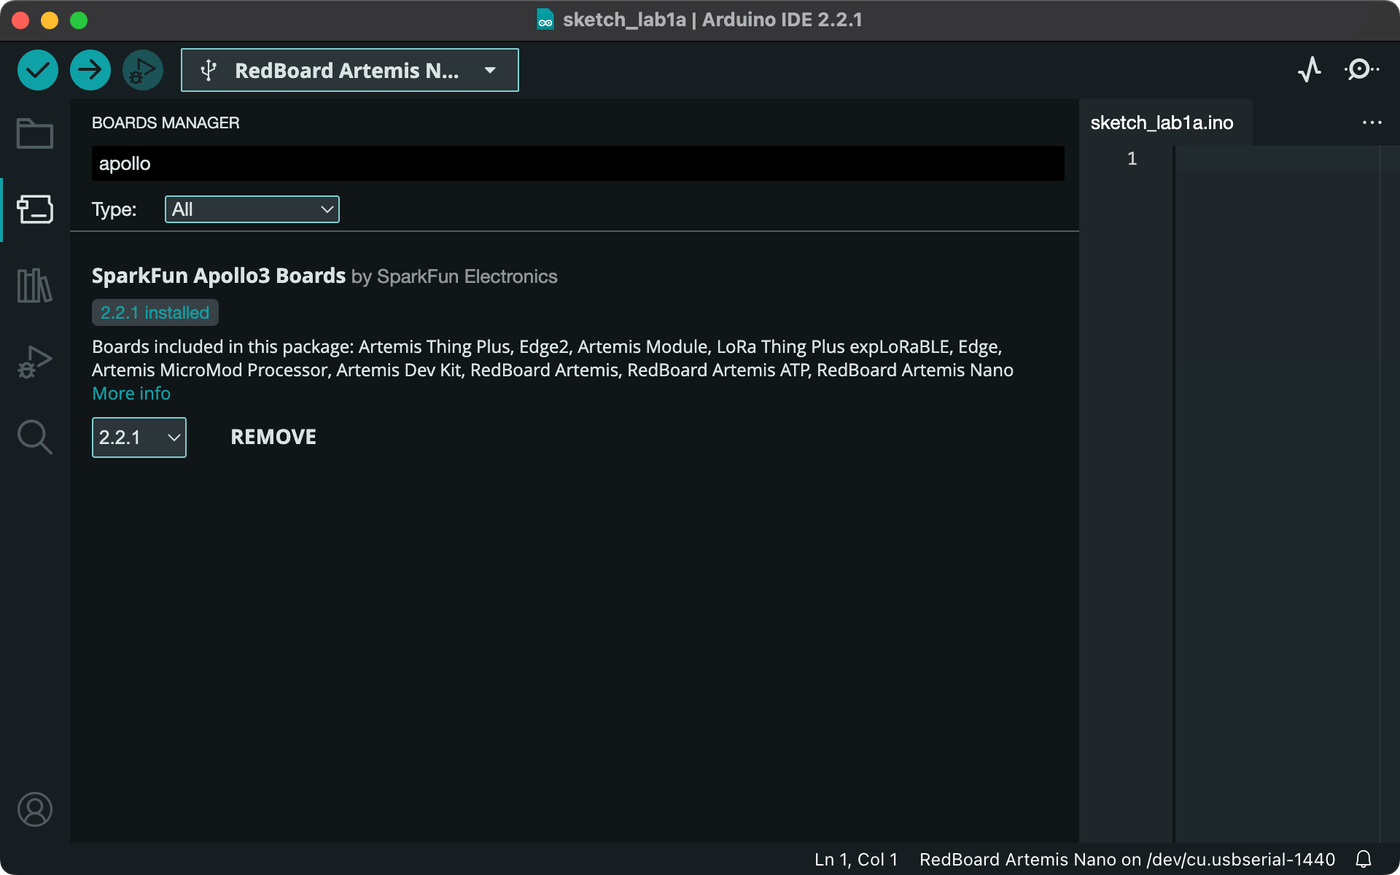 sketch_lab1a | Arduino IDE 2.2.1
RedBoard Artemis N...
BOARDS MANAGER
apollo
Type:
All
SparkFun Apollo3 Boards by SparkFun Electronics
2.2.1 installed
Boards included in this package: Artemis Thing Plus, Edge2, Artemis Module, LoRa Thing Plus expLoRaBLE, Edge,
Artemis MicroMod Processor, Artemis Dev Kit, RedBoard Artemis, RedBoard Artemis ATP, RedBoard Artemis Nano
More info
2.2.1
REMOVE
sketch_lab1a.ino
1
Ln 1, Col 1
RedBoard Artemis Nano on /dev/cu.usbserial-1440